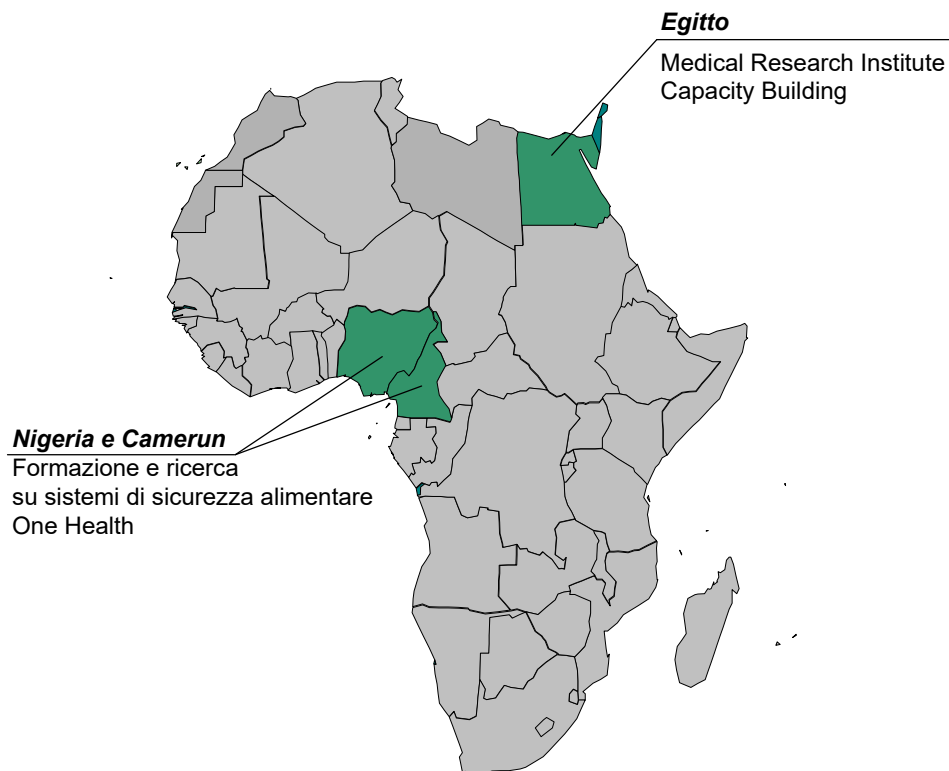 Egitto
Medical Research Institute
Capacity Building
Nigeria e Camerun
Formazione e ricerca
su sistemi di sicurezza alimentare
One Health